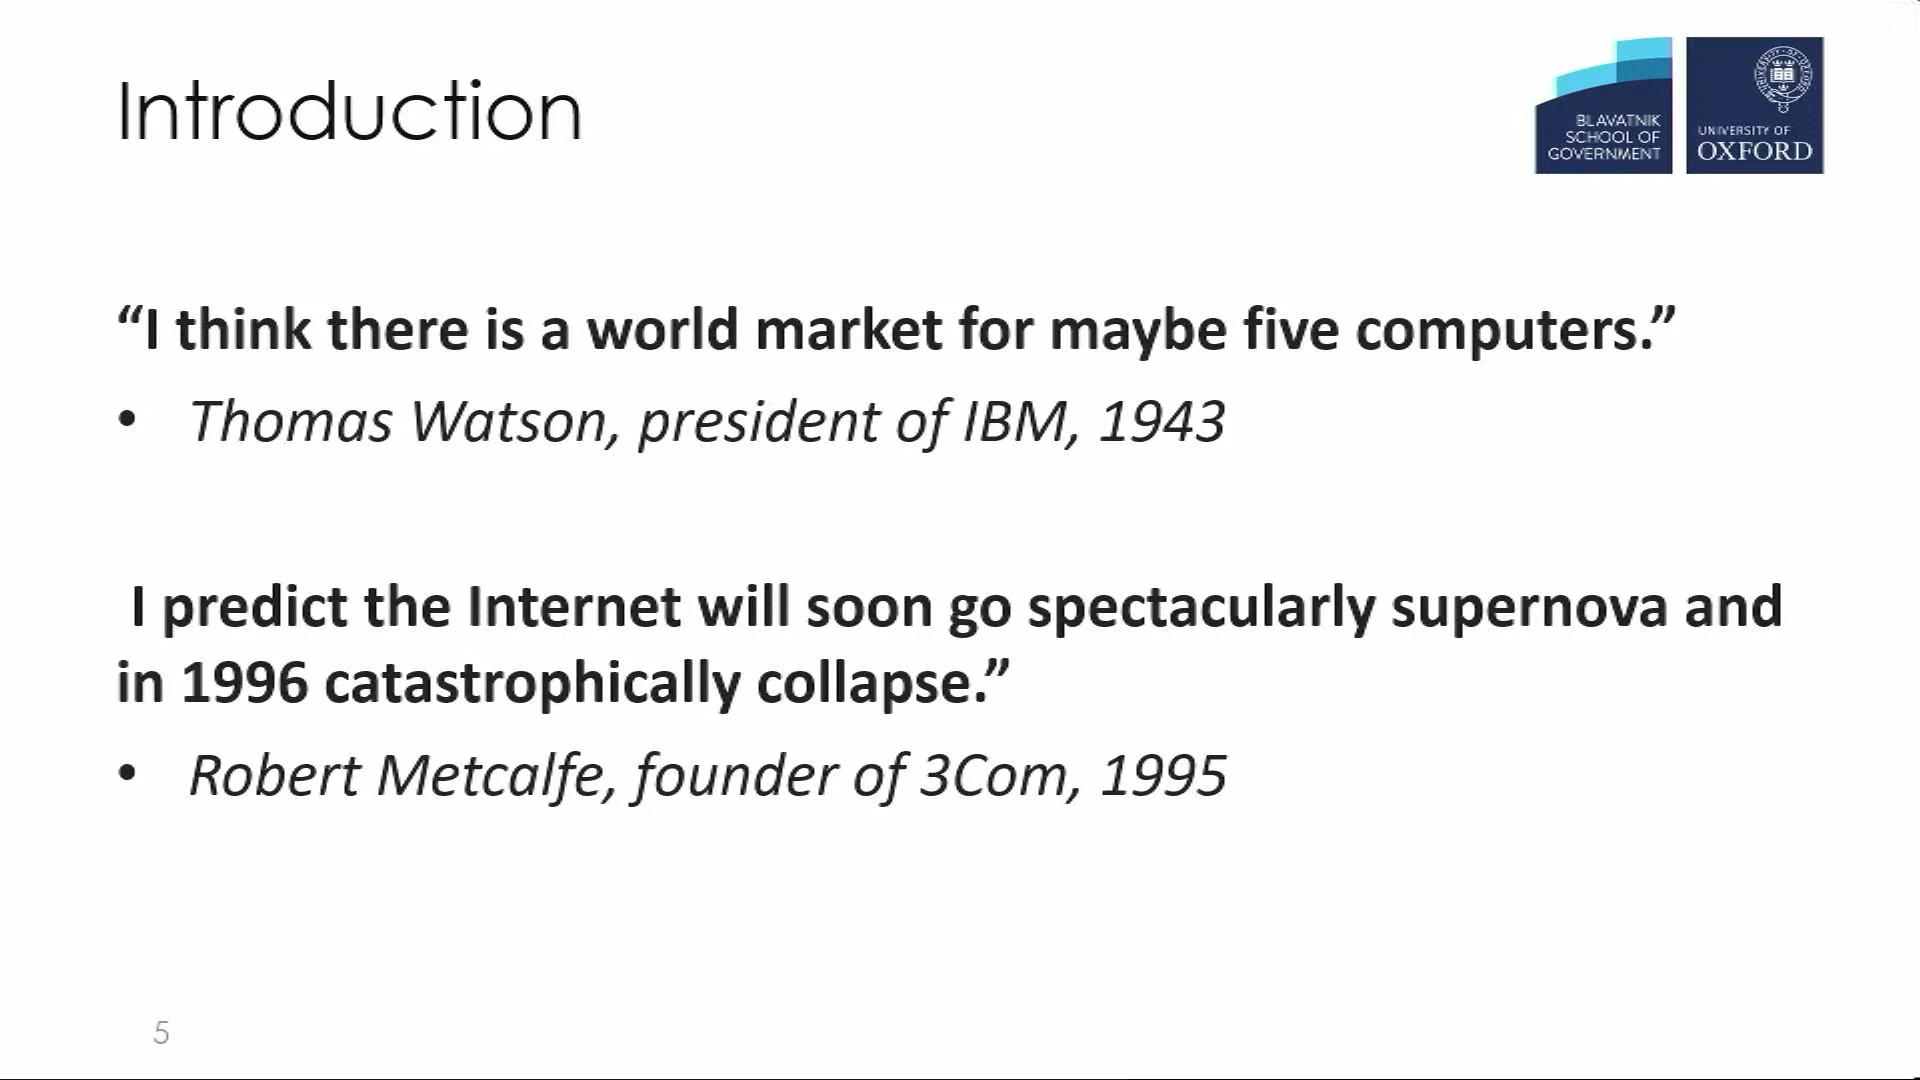 Introduction
BLAVATNIK
SCHOOL OF
GOVERNMENT
UNIVERSITY OF
OXFORD
“I think there is a world market for maybe five computers.”
• Thomas Watson, president of IBM, 1943
I predict the Internet will soon go spectacularly supernova and
in 1996 catastrophically collapse.”
• Robert Metcalfe, founder of 3Com, 1995
5